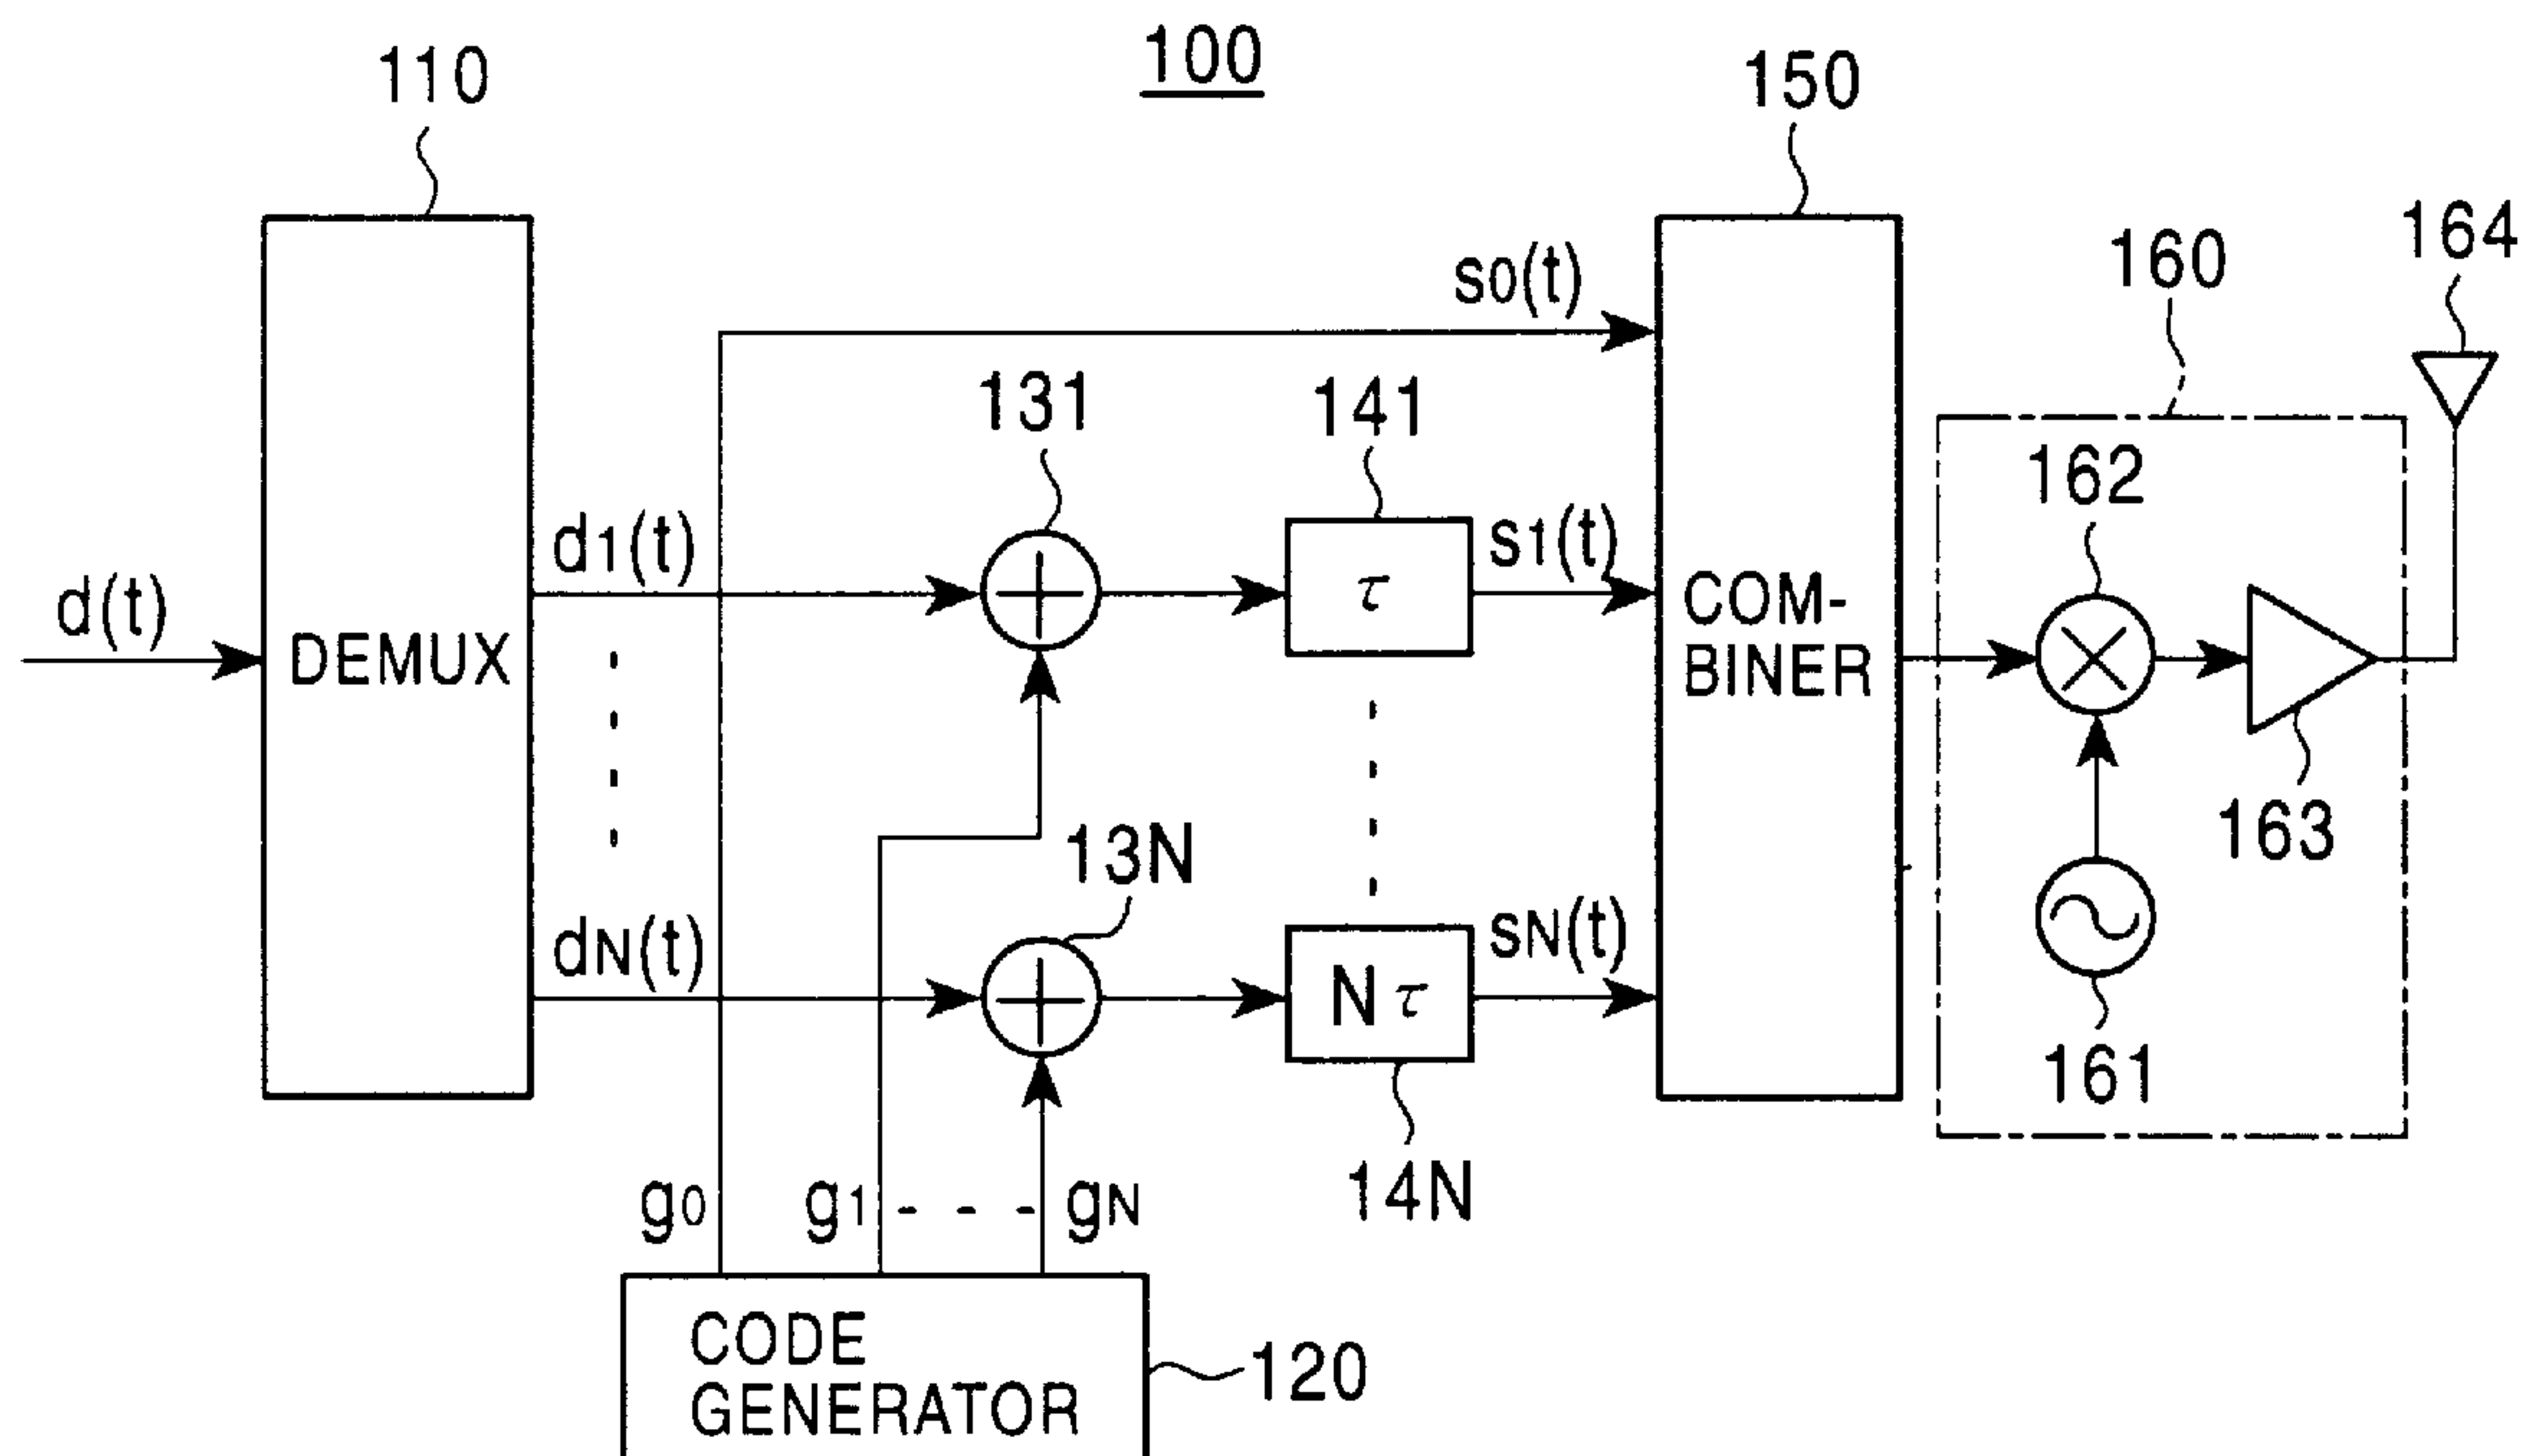 100
110
150
164
160
s0(t)
131
141
162
d1(t)
s1(t)
d(t)
τ
COM-
BINER
DEMUX
163
13N
dN(t)
sN(t)
N τ
161
14N
g0
g1
gN
CODE
GENERATOR
120